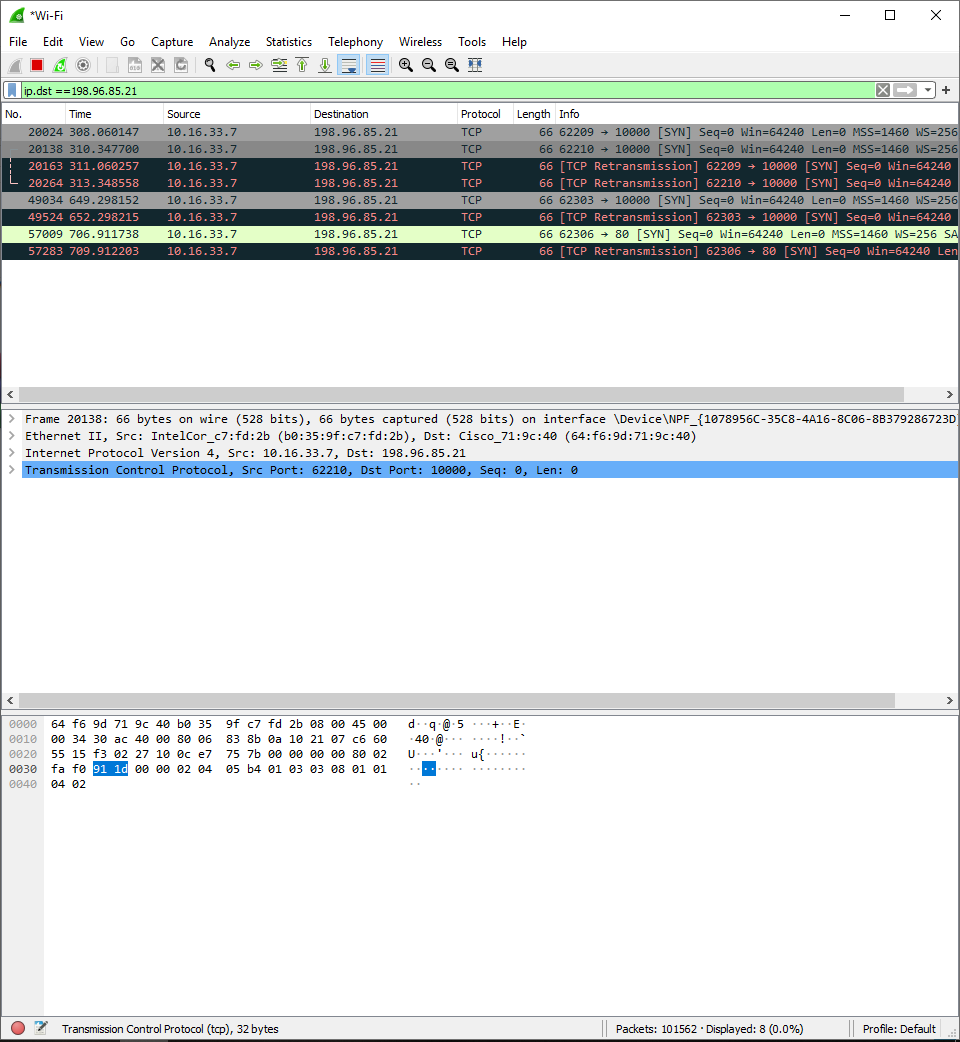 *Wi-Fi
File Edit View Go Capture Analyze Statistics Telephony Wireless Tools Help
ip.dst ==198.96.85.21
No. Time Source Destination Protocol Length Info
20024 308.060147 10.16.33.7 198.96.85.21 TCP 66 62209 → 10000 [SYN] Seq=0 Win=64240 Len=0 MSS=1460 WS=256
20138 310.347700 10.16.33.7 198.96.85.21 TCP 66 62210 → 10000 [SYN] Seq=0 Win=64240 Len=0 MSS=1460 WS=256
20163 311.060257 10.16.33.7 198.96.85.21 TCP 66 [TCP Retransmission] 62209 → 10000 [SYN] Seq=0 Win=64240
20264 313.348558 10.16.33.7 198.96.85.21 TCP 66 [TCP Retransmission] 62210 → 10000 [SYN] Seq=0 Win=64240
49034 649.298152 10.16.33.7 198.96.85.21 TCP 66 62303 → 10000 [SYN] Seq=0 Win=64240 Len=0 MSS=1460 WS=256
49524 652.298215 10.16.33.7 198.96.85.21 TCP 66 [TCP Retransmission] 62303 → 10000 [SYN] Seq=0 Win=64240
57009 706.911738 10.16.33.7 198.96.85.21 TCP 66 62306 → 80 [SYN] Seq=0 Win=64240 Len=0 MSS=1460 WS=256 SA
57283 709.912203 10.16.33.7 198.96.85.21 TCP 66 [TCP Retransmission] 62306 → 80 [SYN] Seq=0 Win=64240 Len
Frame 20138: 66 bytes on wire (528 bits), 66 bytes captured (528 bits) on interface \Device\NPF_{1078956C-35C8-4A16-8C06-8B379286723D}
Ethernet II, Src: IntelCor_c7:fd:2b (b0:35:9f:c7:fd:2b), Dst: Cisco_71:9c:40 (64:f6:9d:71:9c:40)
Internet Protocol Version 4, Src: 10.16.33.7, Dst: 198.96.85.21
Transmission Control Protocol, Src Port: 62210, Dst Port: 10000, Seq: 0, Len: 0
0000 64 f6 9d 71 9c 40 b0 35 9f c7 fd 2b 08 00 45 00 d··q·@·5 ···+··E·
0010 00 34 30 ac 40 00 80 06 83 8b 0a 10 21 07 c6 60 ·40·@··· ····!··`
0020 55 15 f3 02 27 10 0c e7 75 7b 00 00 00 00 80 02 U···'··· u{······
0030 fa f0 91 1d 00 00 02 04 05 b4 01 03 03 08 01 01 ········ ········
0040 04 02 ··
Transmission Control Protocol (tcp), 32 bytes
Packets: 101562 · Displayed: 8 (0.0%)
Profile: Default